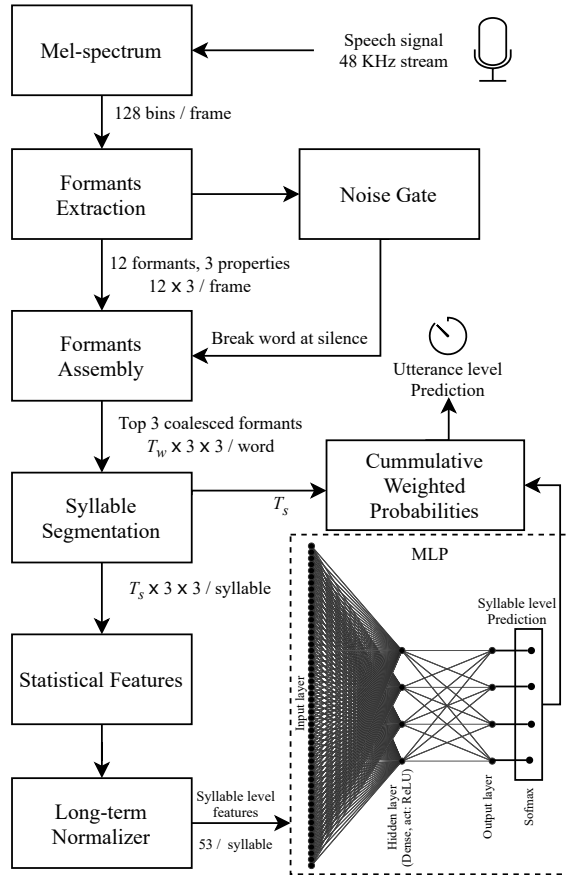 Mel-spectrum
Speech signal
48 KHz stream
128 bins / frame
Formants
Extraction
Noise Gate
12 formants, 3 properties
12 x 3 / frame
Formants
Assembly
Break word at silence
Utterance level
Prediction
Top 3 coalesced formants
T_w x 3 x 3 / word
Syllable
Segmentation
T_s
Cummulative
Weighted
Probabilities
MLP
T_s x 3 x 3 / syllable
Syllable level
Prediction
Statistical Features
Input layer
Long-term
Normalizer
Syllable level
features
53 / syllable
Hidden layer
(Dense, act: ReLU)
Output layer
Sofmax